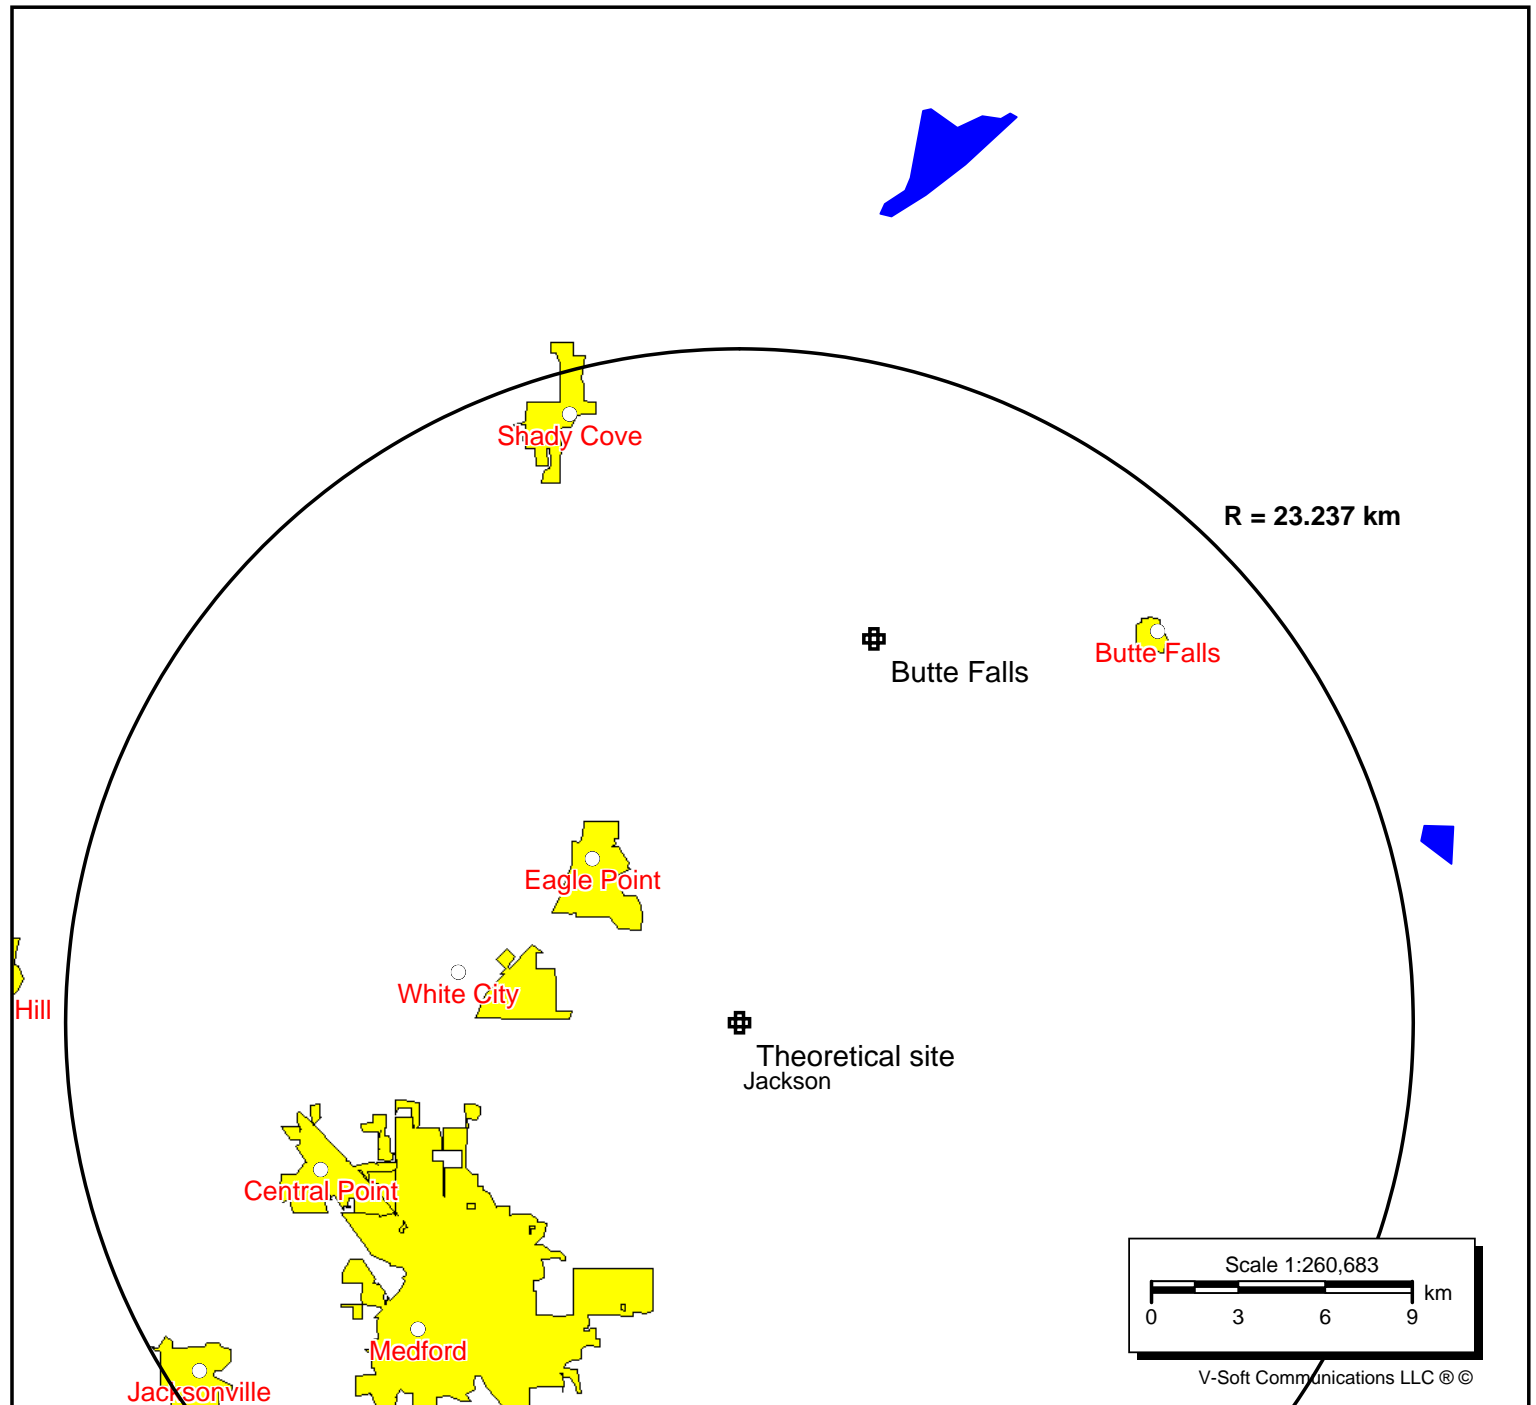 Shady Cove
R = 23.237 km
Butte Falls
Butte Falls
Eagle Point
White City
Hill
Theoretical site
Jackson
Central Point
Scale 1:260,683
km
0 3 6 9
Medford
V-Soft Communications LLC ® ©
Jacksonville